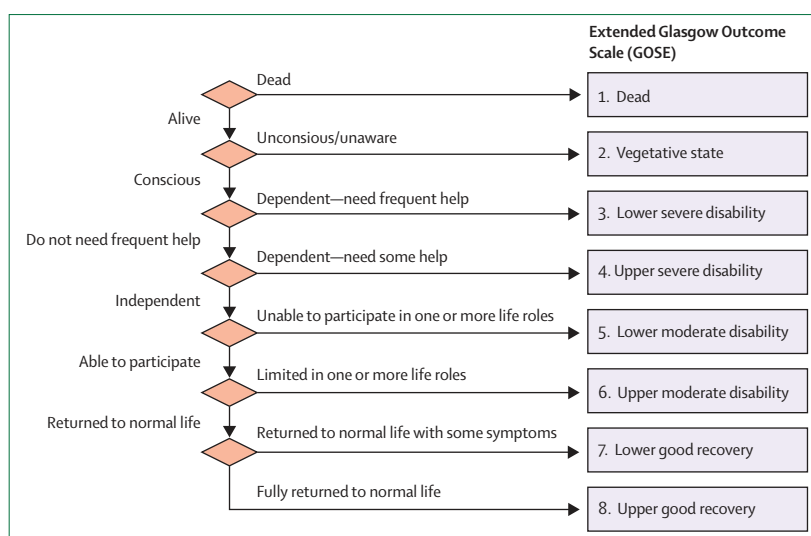 Extended Glasgow Outcome
Scale (GOSE)
Dead
1. Dead
Alive
Unconsious/unaware
2. Vegetative state
Conscious
Dependent—need frequent help
3. Lower severe disability
Do not need frequent help
Dependent—need some help
4. Upper severe disability
Independent
Unable to participate in one or more life roles
5. Lower moderate disability
Able to participate
Limited in one or more life roles
6. Upper moderate disability
Returned to normal life
Returned to normal life with some symptoms
7. Lower good recovery
Fully returned to normal life
8. Upper good recovery